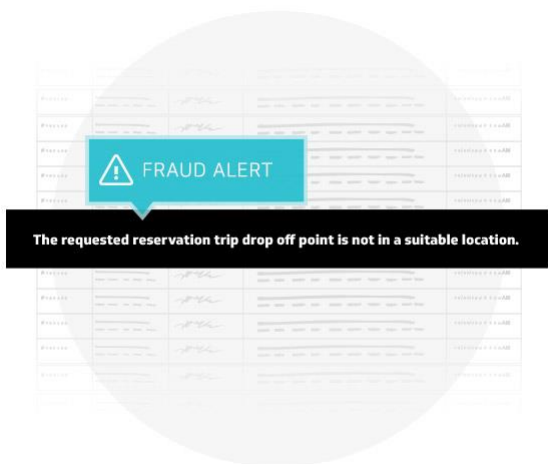 FRAUD ALERT
The requested reservation trip drop off point is not in a suitable location.